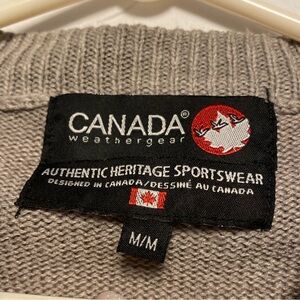 CANADA®
weathergear
AUTHENTIC HERITAGE SPORTSWEAR
DESIGNED IN CANADA/DESSINÉ AU CANADA
M/M